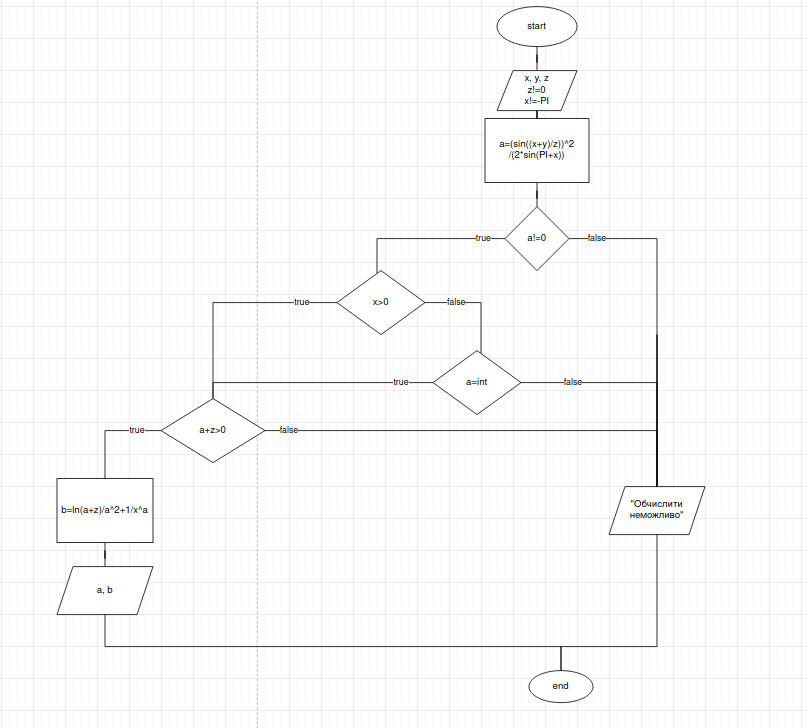 start
x, y, z
z!=0
x!=-PI
a=(sin((x+y)/z))^2
/(2*sin(PI+x))
true
a!=0
false
true
x>0
false
true
a=int
false
true
a+z>0
false
b=ln(a+z)/a^2+1/x^a
"Обчислити
неможливо"
a, b
end